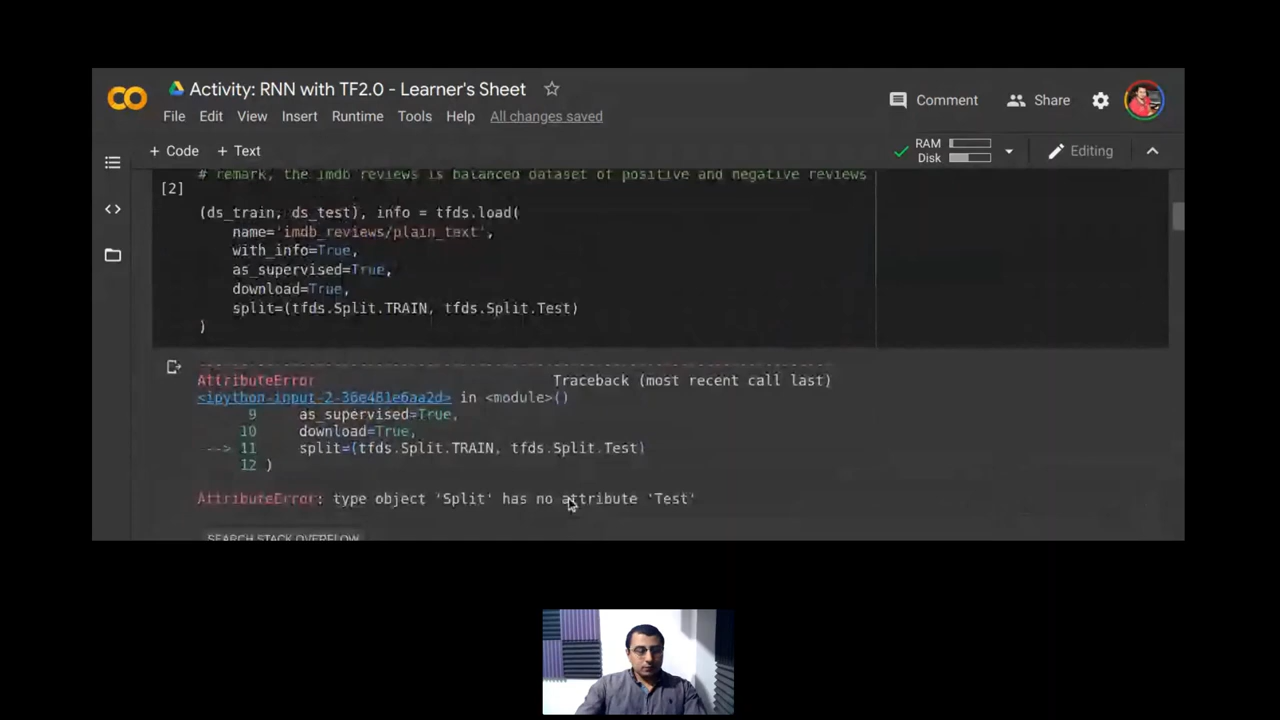 Activity: RNN with TF2.0 - Learner's Sheet
Comment
Share
File Edit View Insert Runtime Tools Help All changes saved
+ Code + Text
RAM
Disk
Editing
# remark, the imdb reviews is balanced dataset of positive and negative reviews
[2]
(ds_train, ds_test), info = tfds.load(
name='imdb_reviews/plain_text',
with_info=True,
as_supervised=True,
download=True,
split=(tfds.Split.TRAIN, tfds.Split.Test)
)
AttributeError Traceback (most recent call last)
<ipython-input-2-36e481e6aa2d> in <module>()
9 as_supervised=True,
10 download=True,
---> 11 split=(tfds.Split.TRAIN, tfds.Split.Test)
12 )
AttributeError: type object 'Split' has no attribute 'Test'
SEARCH STACK OVERFLOW